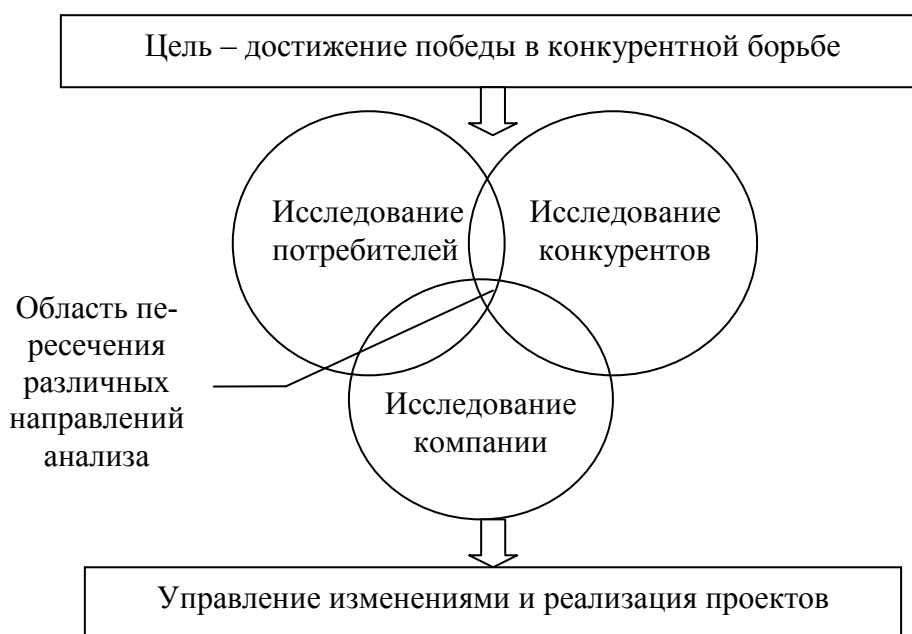 Цель – достижение победы в конкурентной борьбе
Исследование
потребителей
Исследование
конкурентов
Область пе-
ресечения
различных
направлений
анализа
Исследование
компании
Управление изменениями и реализация проектов